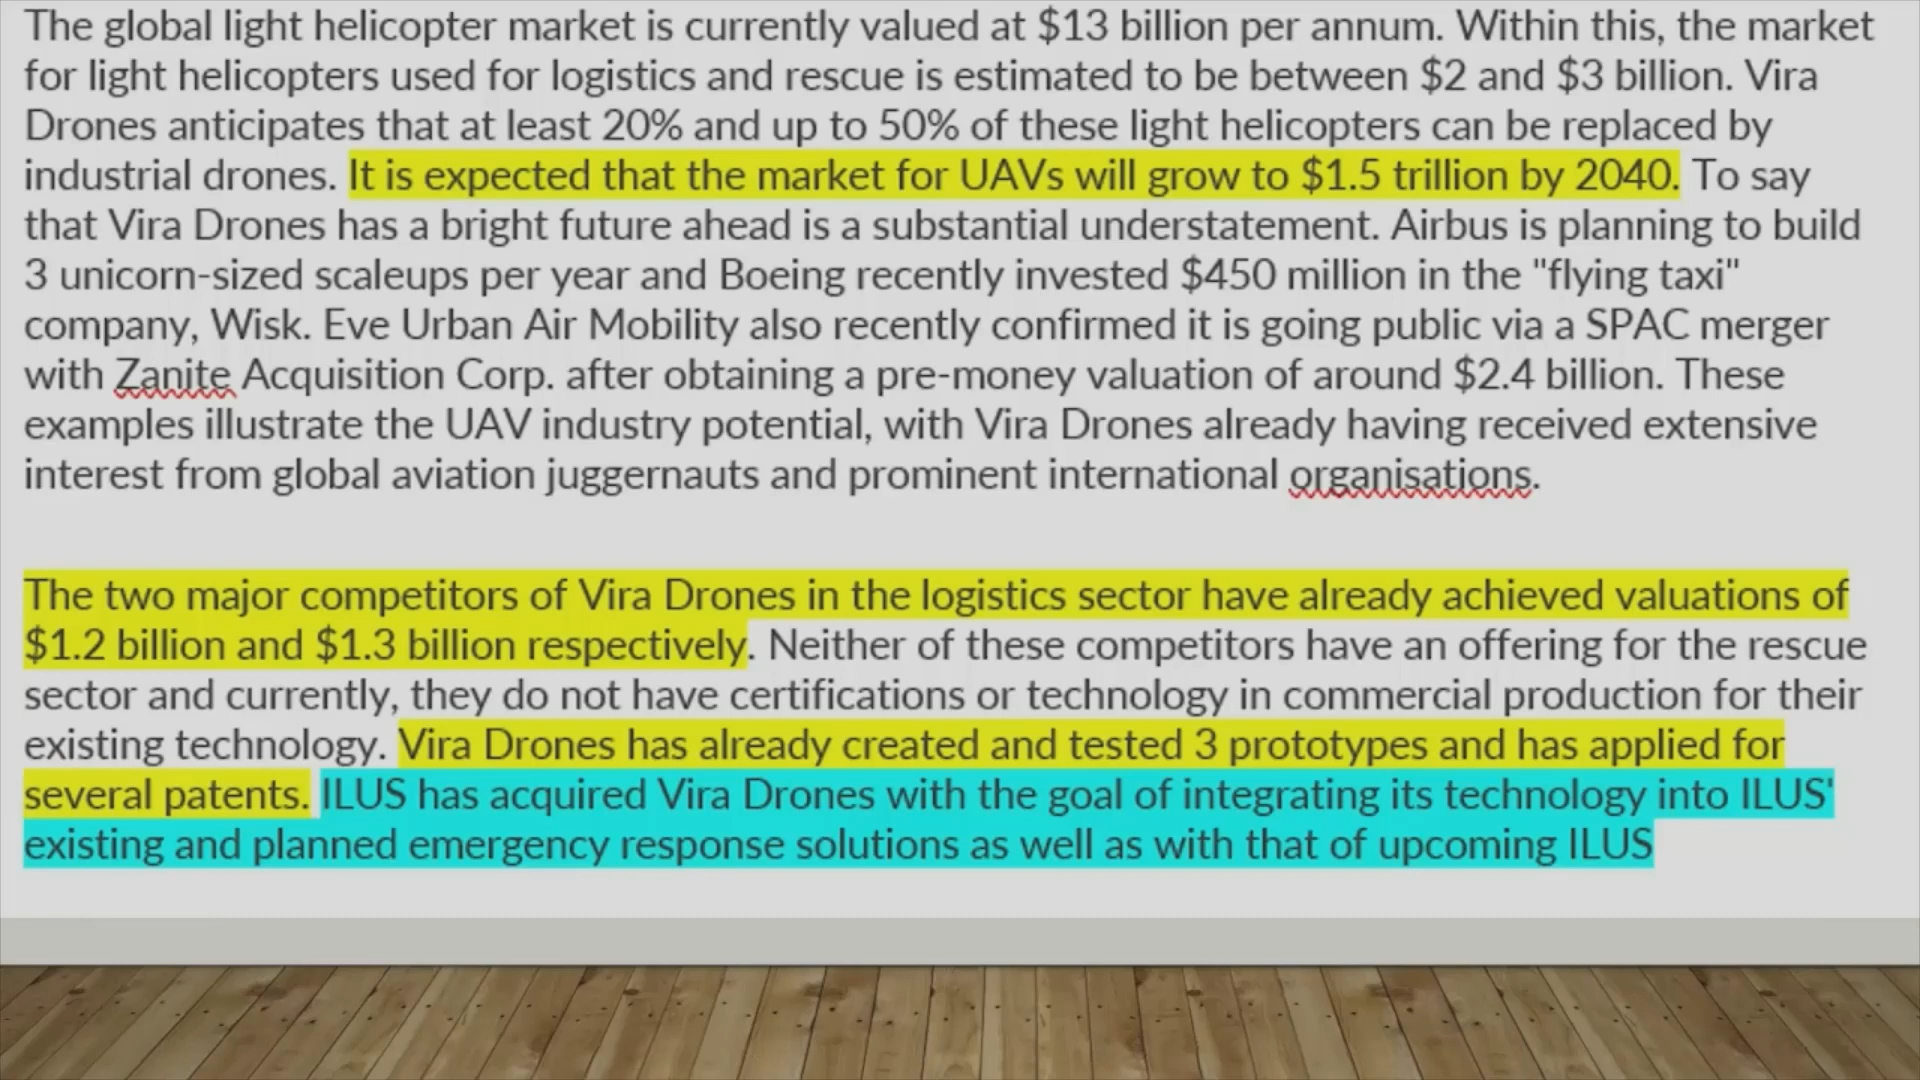 The global light helicopter market is currently valued at $13 billion per annum. Within this, the market
for light helicopters used for logistics and rescue is estimated to be between $2 and $3 billion. Vira
Drones anticipates that at least 20% and up to 50% of these light helicopters can be replaced by
industrial drones. It is expected that the market for UAVs will grow to $1.5 trillion by 2040. To say
that Vira Drones has a bright future ahead is a substantial understatement. Airbus is planning to build
3 unicorn-sized scaleups per year and Boeing recently invested $450 million in the "flying taxi"
company, Wisk. Eve Urban Air Mobility also recently confirmed it is going public via a SPAC merger
with Zanite Acquisition Corp. after obtaining a pre-money valuation of around $2.4 billion. These
examples illustrate the UAV industry potential, with Vira Drones already having received extensive
interest from global aviation juggernauts and prominent international organisations.
The two major competitors of Vira Drones in the logistics sector have already achieved valuations of
$1.2 billion and $1.3 billion respectively. Neither of these competitors have an offering for the rescue
sector and currently, they do not have certifications or technology in commercial production for their
existing technology. Vira Drones has already created and tested 3 prototypes and has applied for
several patents. ILUS has acquired Vira Drones with the goal of integrating its technology into ILUS'
existing and planned emergency response solutions as well as with that of upcoming ILUS